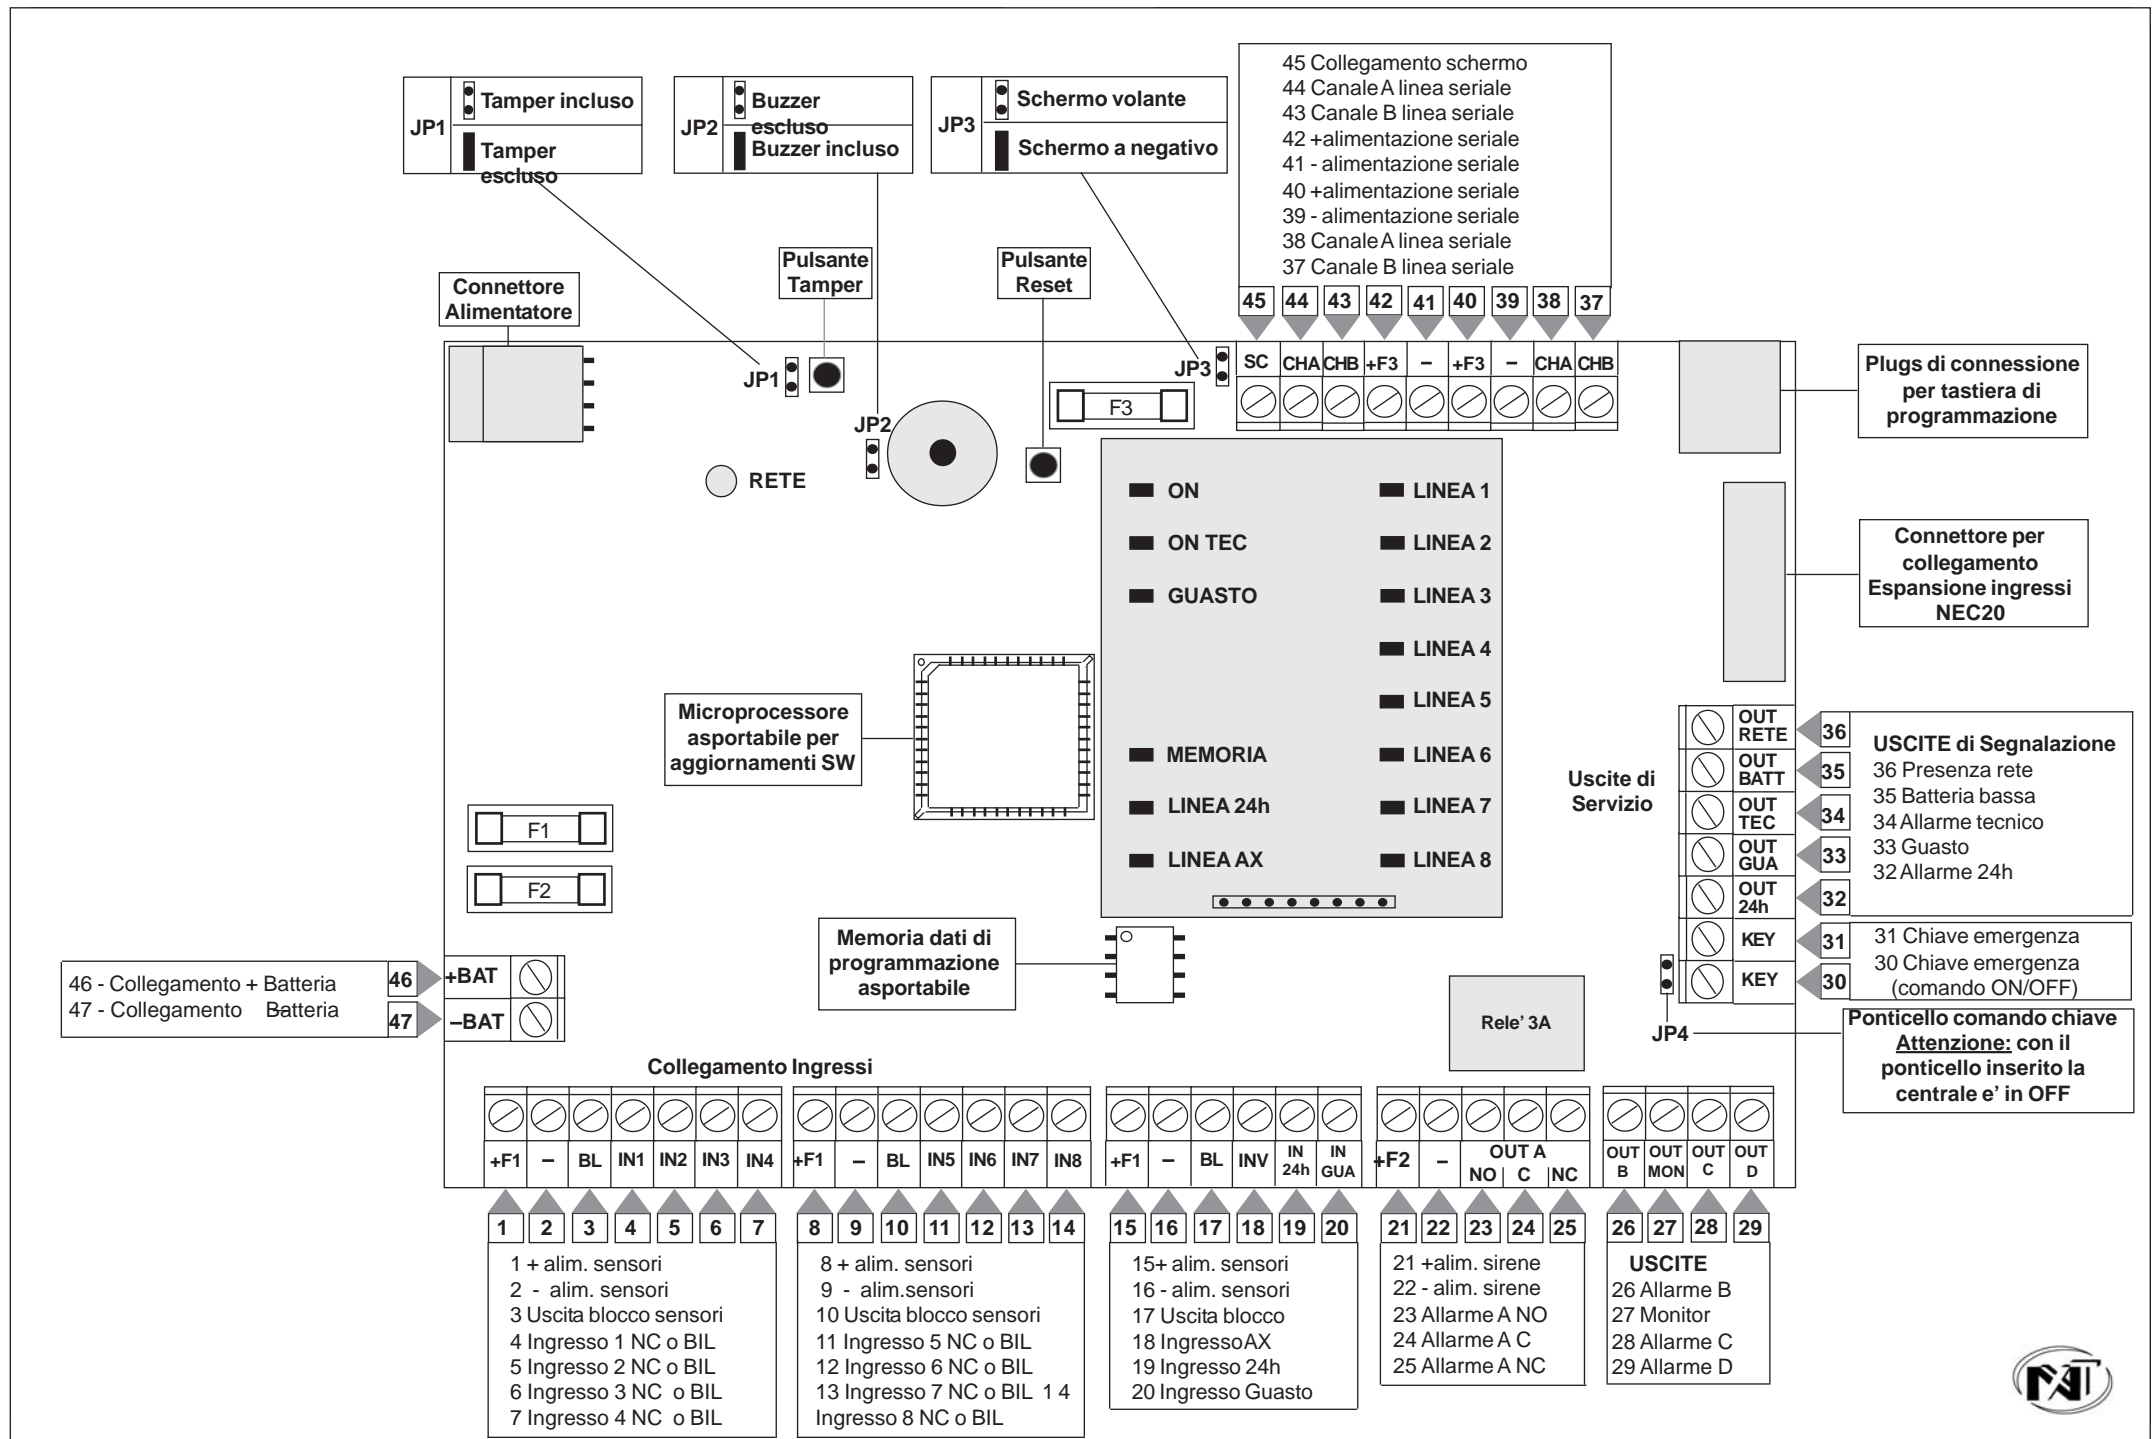 JP1
Tamper incluso
Tamper
escluso
JP2
Buzzer
escluso
Buzzer incluso
JP3
Schermo volante
Schermo a negativo
45 Collegamento schermo
44 Canale A linea seriale
43 Canale B linea seriale
42 +alimentazione seriale
41 - alimentazione seriale
40 +alimentazione seriale
39 - alimentazione seriale
38 Canale A linea seriale
37 Canale B linea seriale
45 44 43 42 41 40 39 38 37
Connettore
Alimentatore
Pulsante
Tamper
Pulsante
Reset
JP1
JP2
JP3
SC CHA CHB +F3 – +F3 – CHA CHB
F3
RETE
Plugs di connessione
per tastiera di
programmazione
Connettore per
collegamento
Espansione ingressi
NEC20
ON
ON TEC
GUASTO
MEMORIA
LINEA 24h
LINEA AX
LINEA 1
LINEA 2
LINEA 3
LINEA 4
LINEA 5
LINEA 6
LINEA 7
LINEA 8
Microprocessore
asportabile per
aggiornamenti SW
F1
F2
Memoria dati di
programmazione
asportabile
Uscite di
Servizio
OUT
RETE
36
OUT
BATT
35
OUT
TEC
34
OUT
GUA
33
OUT
24h
32
KEY
31
KEY
30
USCITE di Segnalazione
36 Presenza rete
35 Batteria bassa
34 Allarme tecnico
33 Guasto
32 Allarme 24h
31 Chiave emergenza
30 Chiave emergenza
(comando ON/OFF)
JP4
Ponticello comando chiave
Attenzione: con il
ponticello inserito la
centrale e' in OFF
Rele' 3A
46 - Collegamento + Batteria
47 - Collegamento – Batteria
46
47
+BAT
–BAT
Collegamento Ingressi
+F1 – BL IN1 IN2 IN3 IN4
+F1 – BL IN5 IN6 IN7 IN8
+F1 – BL INV IN 24h IN GUA
+F2 – OUT A NO C NC
OUT B OUT MON OUT C OUT D
1 2 3 4 5 6 7
8 9 10 11 12 13 14
15 16 17 18 19 20
21 22 23 24 25
26 27 28 29
1 + alim. sensori
2 - alim. sensori
3 Uscita blocco sensori
4 Ingresso 1 NC o BIL
5 Ingresso 2 NC o BIL
6 Ingresso 3 NC o BIL
7 Ingresso 4 NC o BIL
8 + alim. sensori
9 - alim.sensori
10 Uscita blocco sensori
11 Ingresso 5 NC o BIL
12 Ingresso 6 NC o BIL
13 Ingresso 7 NC o BIL 1 4
Ingresso 8 NC o BIL
15+ alim. sensori
16 - alim. sensori
17 Uscita blocco
18 IngressoAX
19 Ingresso 24h
20 Ingresso Guasto
21 +alim. sirene
22 - alim. sirene
23 Allarme A NO
24 Allarme A C
25 Allarme A NC
USCITE
26 Allarme B
27 Monitor
28 Allarme C
29 Allarme D